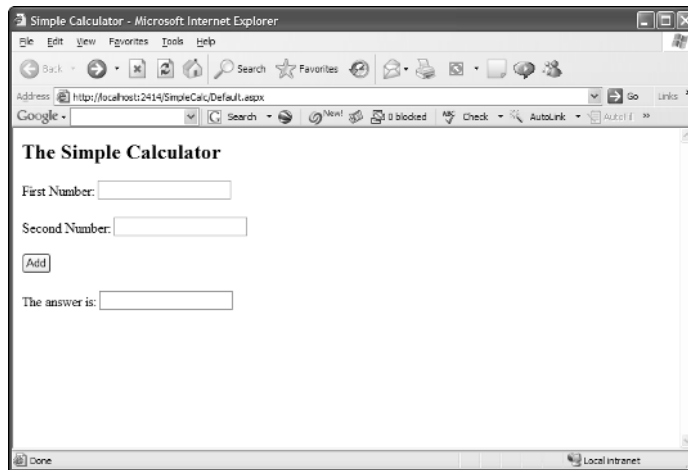 Simple Calculator - Microsoft Internet Explorer
File Edit View Favorites Tools Help
Back Search Favorites
Address http://localhost:2414/SimpleCalc/Default.aspx Go Links
Google Search New! 0 blocked ABC Check AutoLink AutoFill
The Simple Calculator
First Number:
Second Number:
Add
The answer is:
Done Local intranet